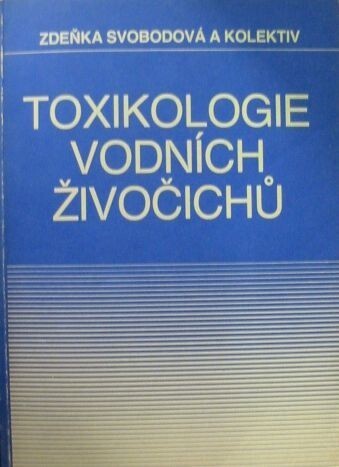 ZDEŇKA SVOBODOVÁ A KOLEKTIV
TOXIKOLOGIE
VODNÍCH
ŽIVOČICHŮ